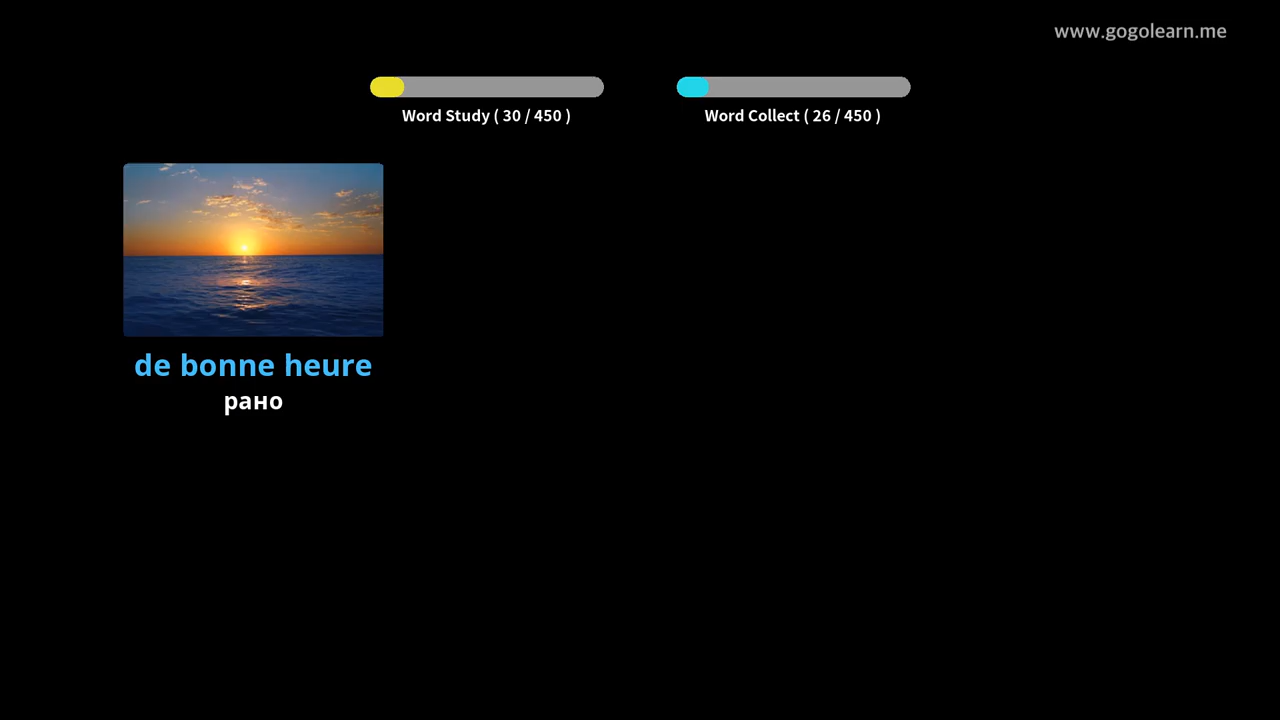 www.gogolearn.me
Word Study ( 30 / 450 )
Word Collect ( 26 / 450 )
de bonne heure
рано